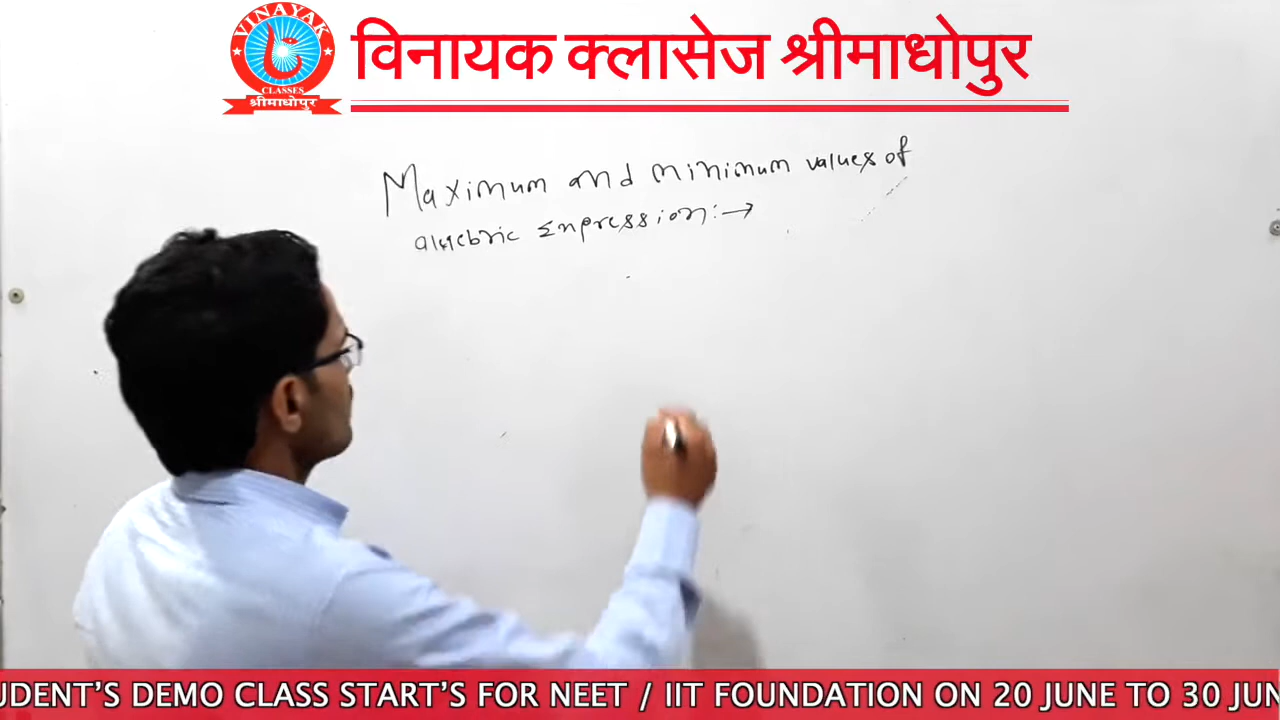 VINAYAK
CLASSES
श्रीमाधोपुर
विनायक क्लासेज श्रीमाधोपुर
Maximum and minimum values of
algebric Expression:→
UDENT’S DEMO CLASS START’S FOR NEET / IIT FOUNDATION ON 20 JUNE TO 30 JUN